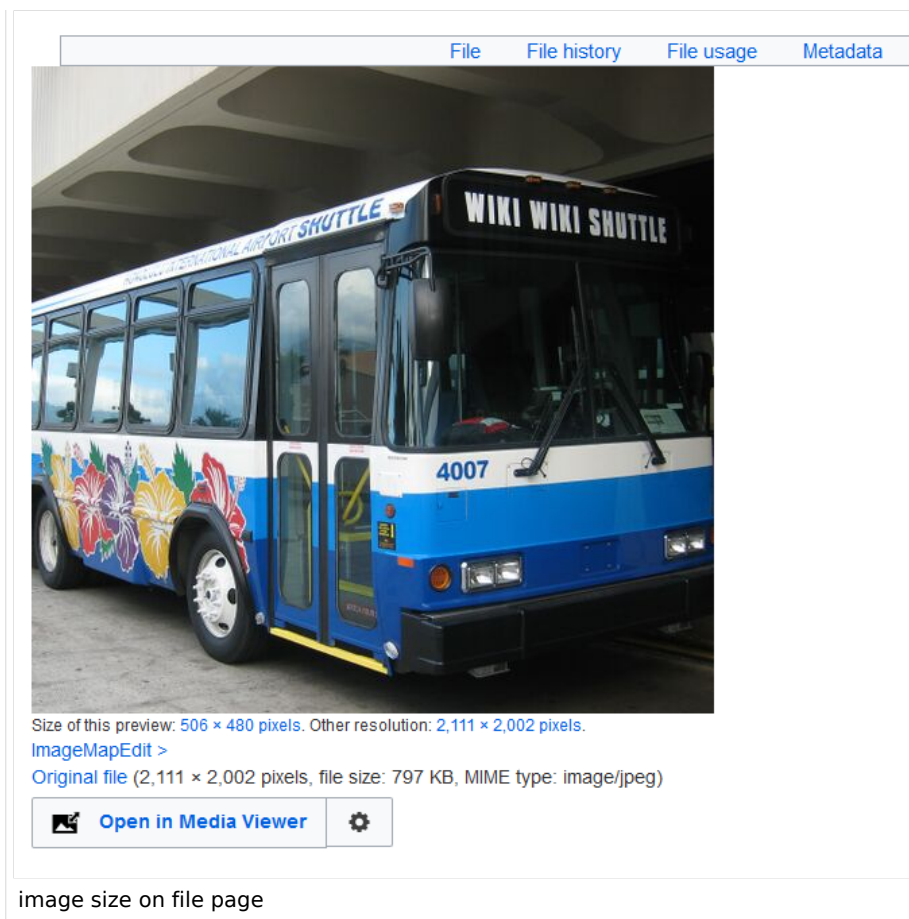 File File history File usage Metadata
WIKI WIKI SHUTTLE
HONOLULU INTERNATIONAL AIRPORT SHUTTLE
4007
Size of this preview: 506 × 480 pixels. Other resolution: 2,111 × 2,002 pixels.
ImageMapEdit >
Original file (2,111 × 2,002 pixels, file size: 797 KB, MIME type: image/jpeg)
Open in Media Viewer
image size on file page